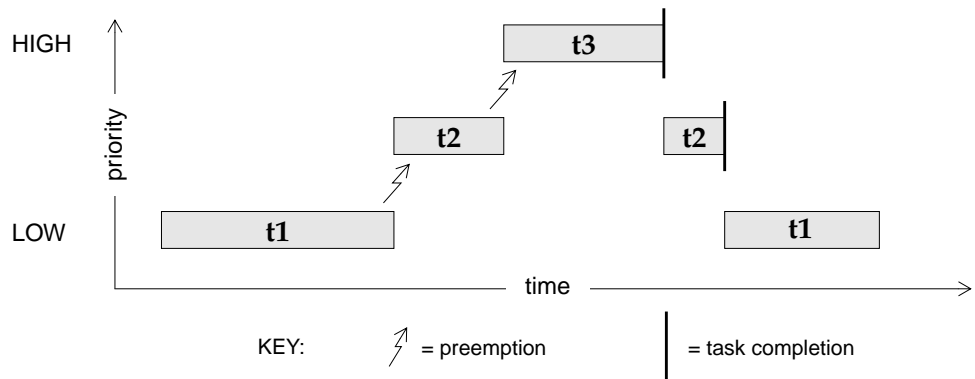 HIGH
t3
t2
t2
priority
LOW
t1
t1
time
KEY:
= preemption
= task completion